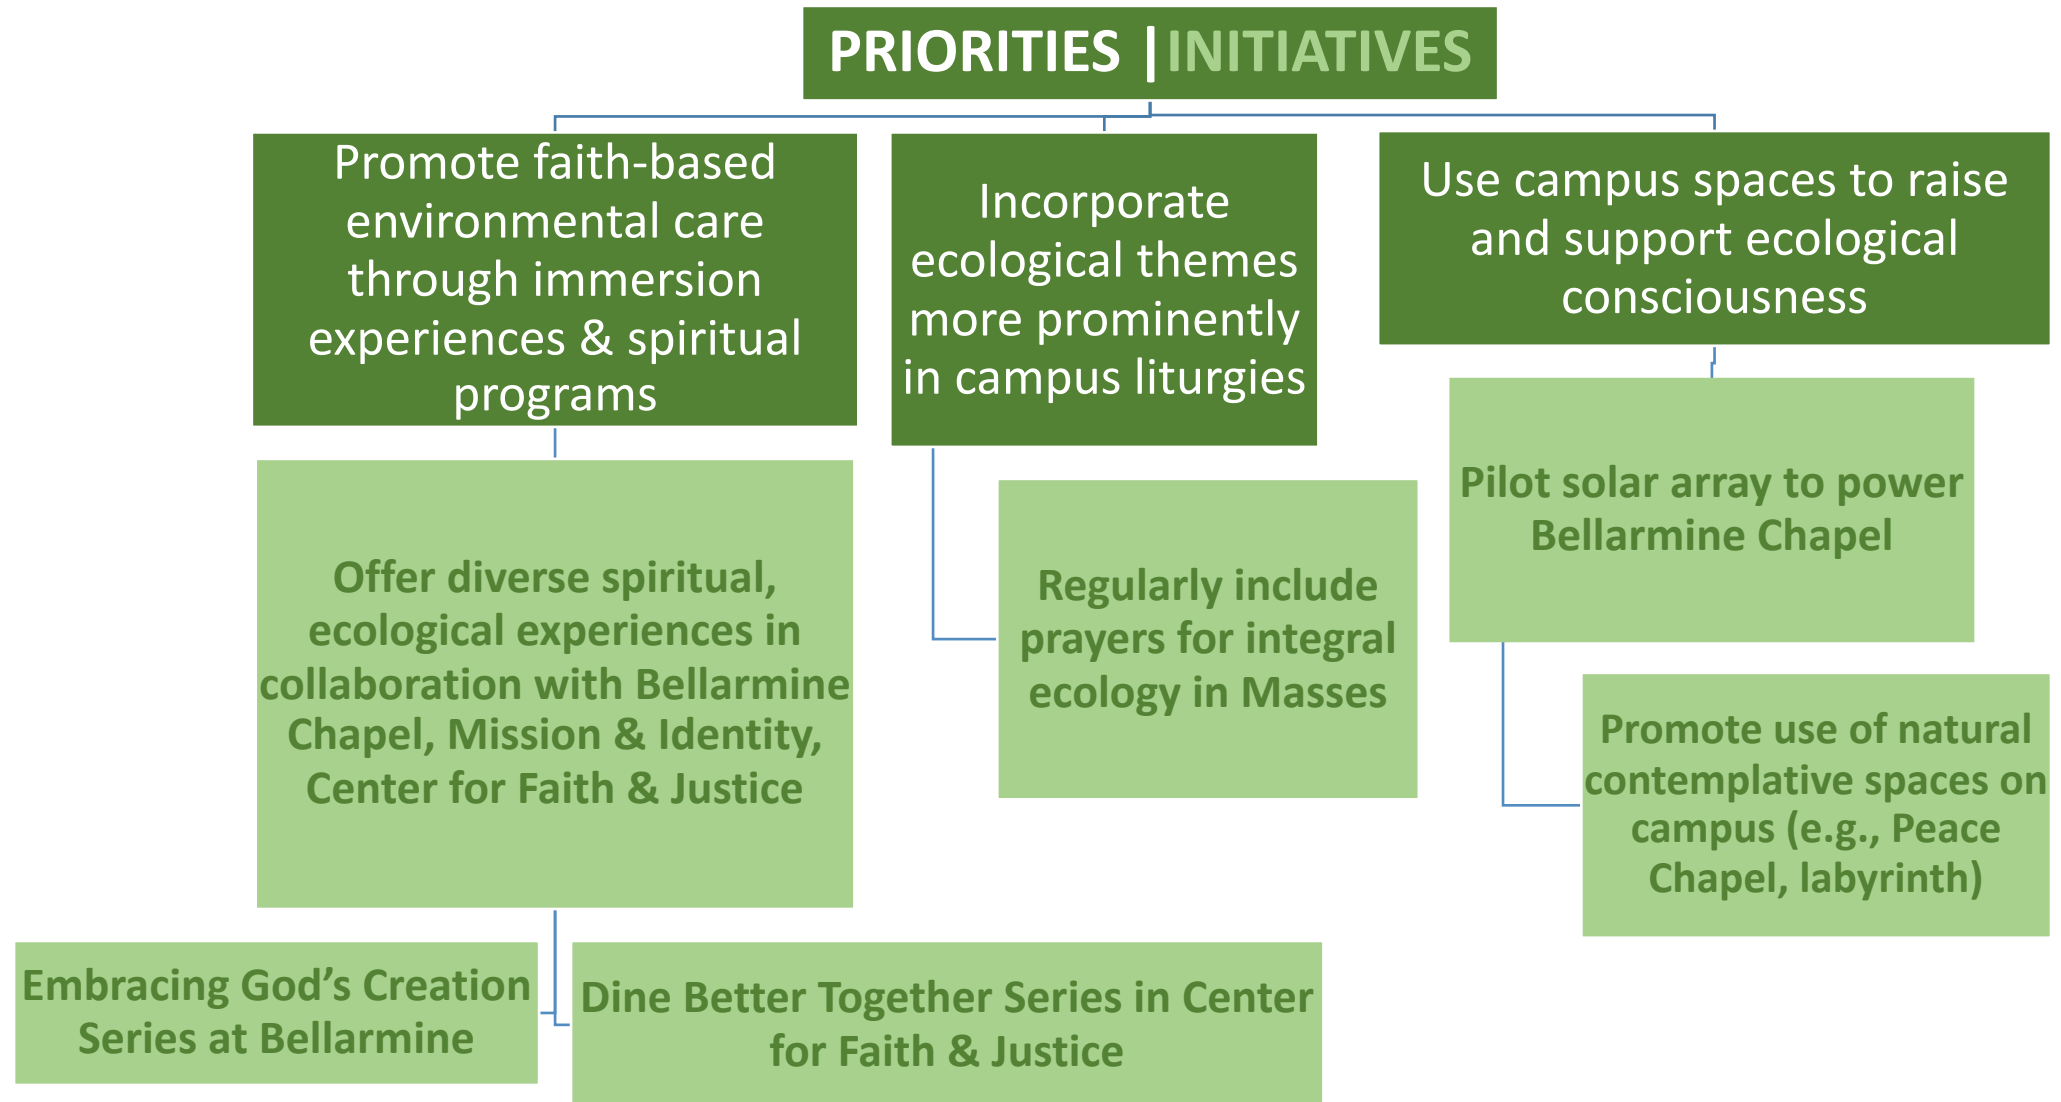 PRIORITIES | INITIATIVES
Promote faith-based
environmental care
through immersion
experiences & spiritual
programs
Incorporate
ecological themes
more prominently
in campus liturgies
Use campus spaces to raise
and support ecological
consciousness
Offer diverse spiritual,
ecological experiences in
collaboration with Bellarmine
Chapel, Mission & Identity,
Center for Faith & Justice
Regularly include
prayers for integral
ecology in Masses
Pilot solar array to power
Bellarmine Chapel
Promote use of natural
contemplative spaces on
campus (e.g., Peace
Chapel, labyrinth)
Embracing God’s Creation
Series at Bellarmine
Dine Better Together Series in Center
for Faith & Justice